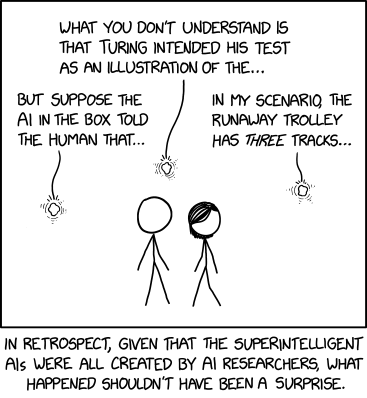 WHAT YOU DON'T UNDERSTAND IS
THAT TURING INTENDED HIS TEST
AS AN ILLUSTRATION OF THE...
BUT SUPPOSE THE
AI IN THE BOX TOLD
THE HUMAN THAT...
IN MY SCENARIO, THE
RUNAWAY TROLLEY
HAS THREE TRACKS...
IN RETROSPECT, GIVEN THAT THE SUPERINTELLIGENT
AIs WERE ALL CREATED BY AI RESEARCHERS, WHAT
HAPPENED SHOULDN'T HAVE BEEN A SURPRISE.